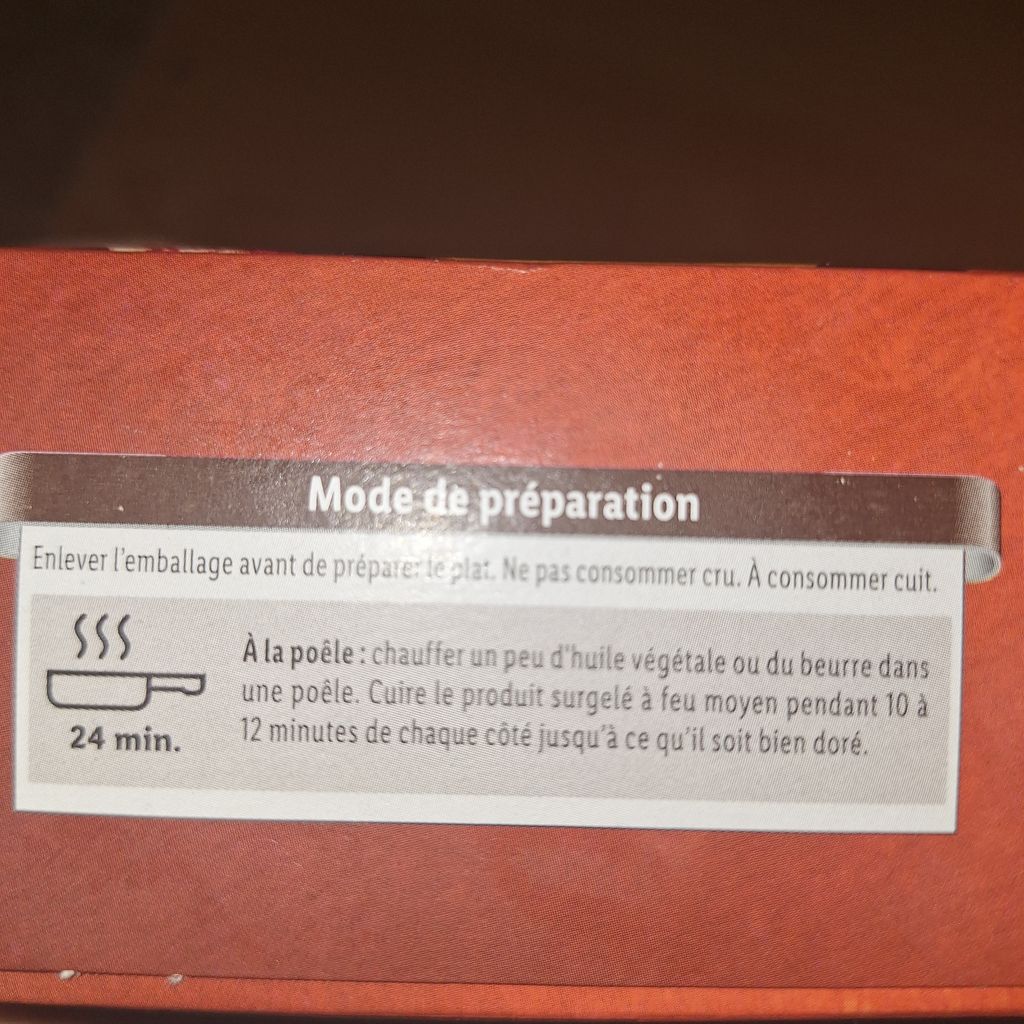 Mode de préparation
Enlever l'emballage avant de préparer le plat. Ne pas consommer cru. À consommer cuit.
À la poêle : chauffer un peu d'huile végétale ou du beurre dans
une poêle. Cuire le produit surgelé à feu moyen pendant 10 à
12 minutes de chaque côté jusqu'à ce qu'il soit bien doré.
24 min.